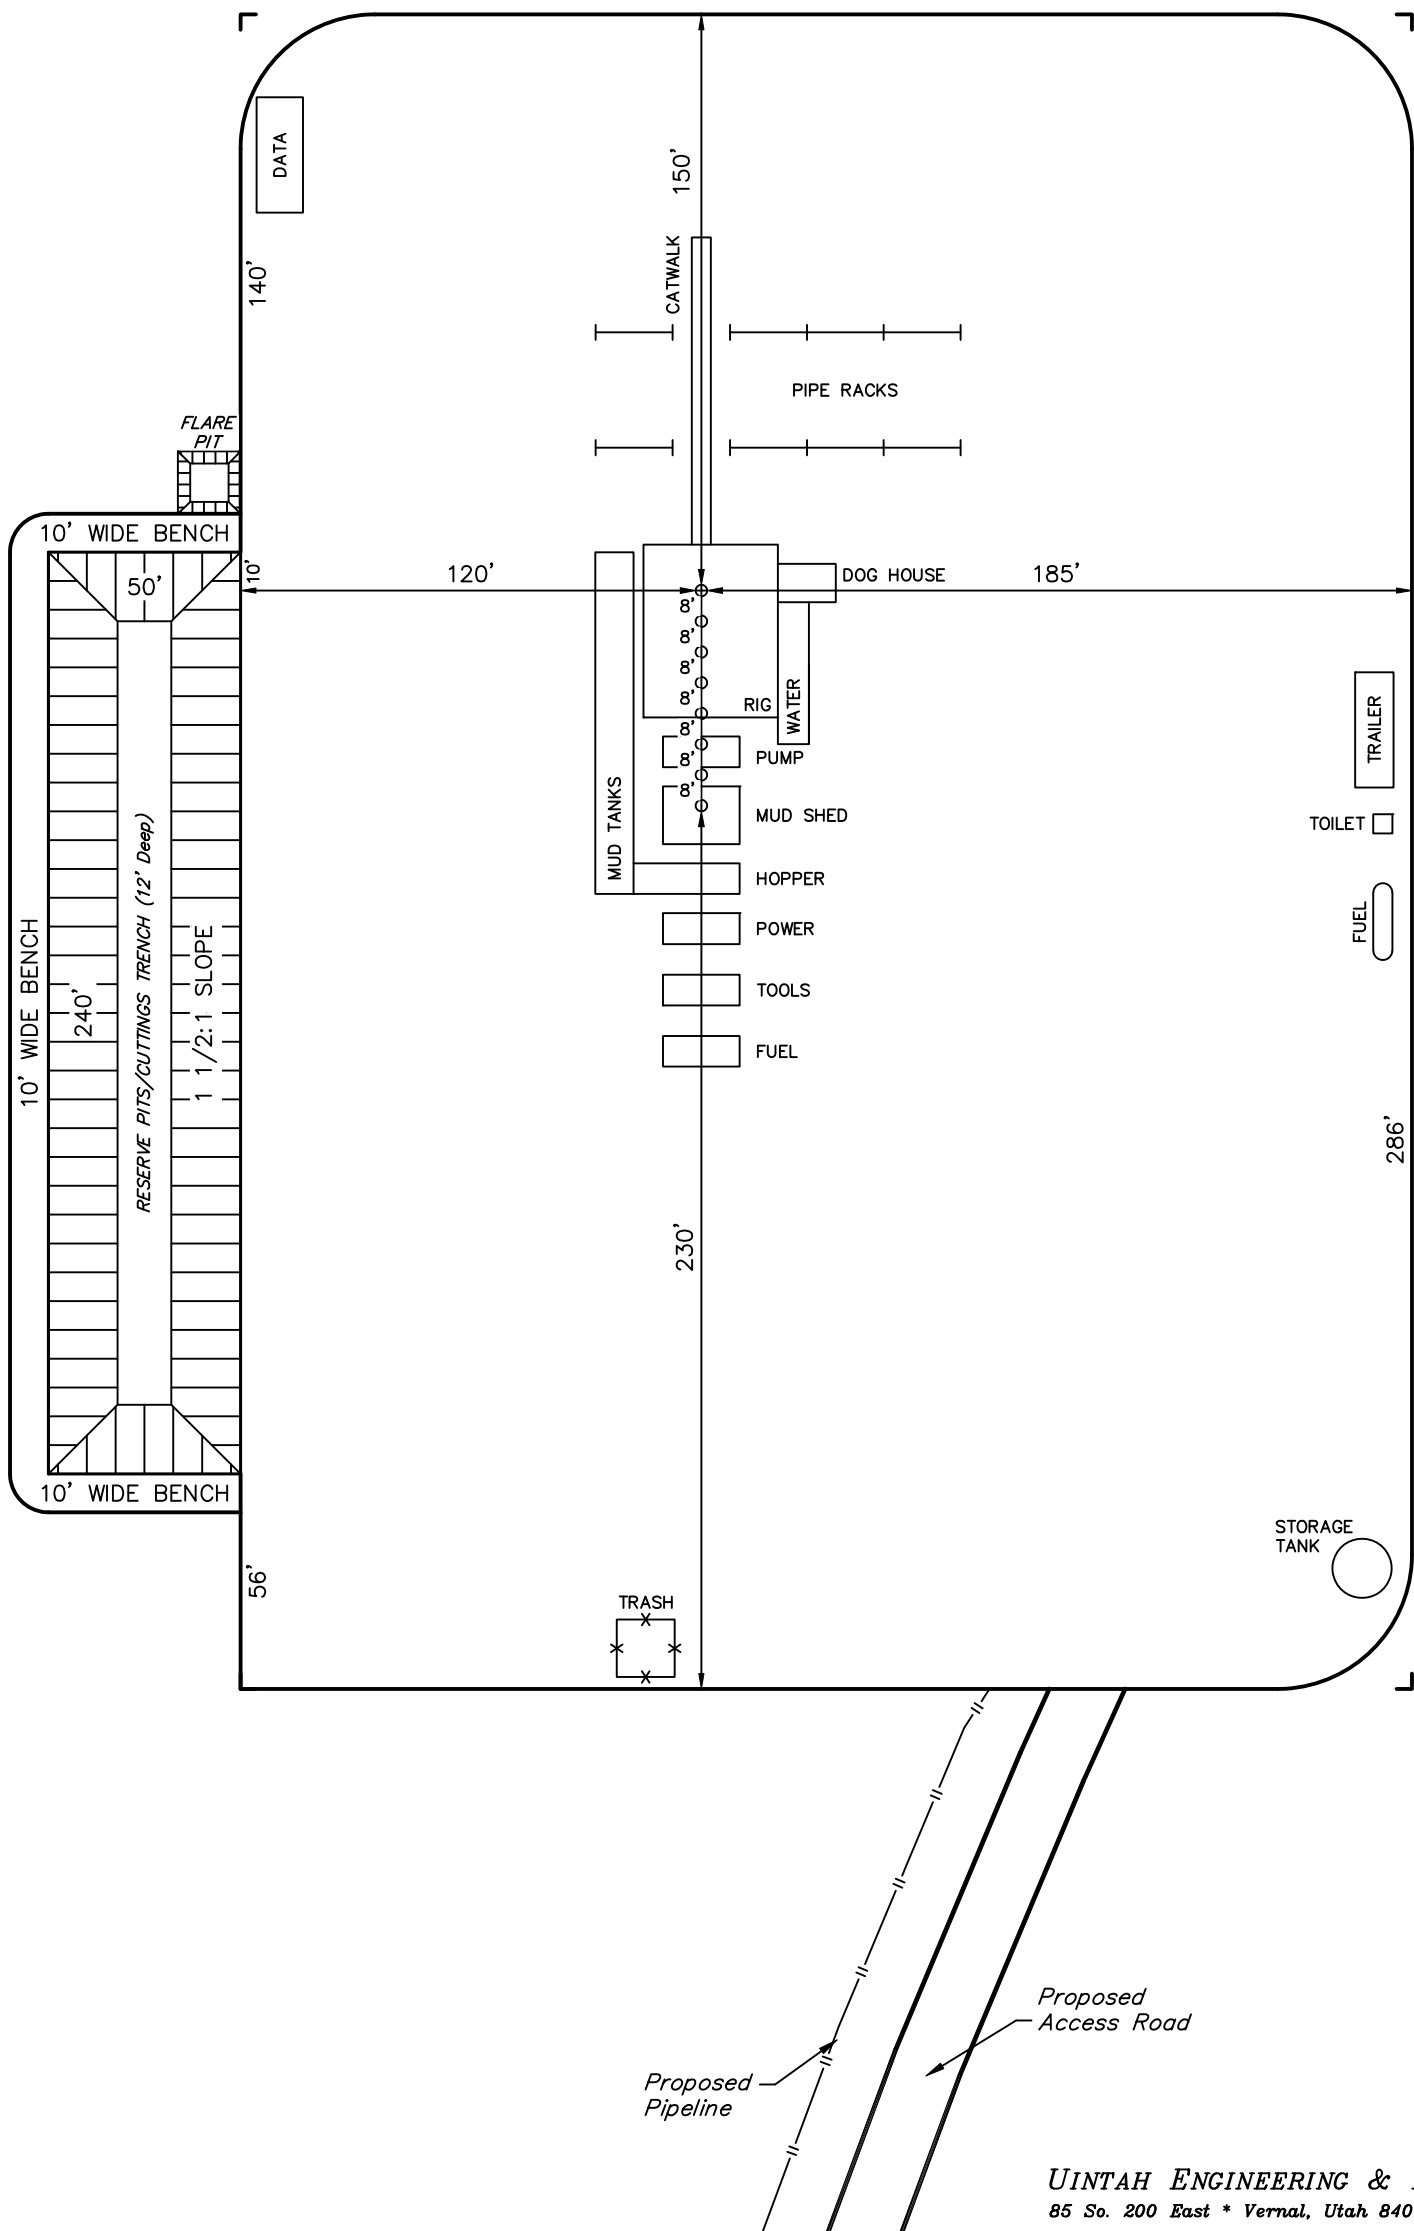 DATA
150'
140'
CATWALK
PIPE RACKS
FLARE
PIT
10' WIDE BENCH
50'
10'
120'
DOG HOUSE
185'
8'
8'
8'
8'
8'
8'
8'
RIG
WATER
PUMP
TRAILER
MUD TANKS
MUD SHED
TOILET
HOPPER
POWER
FUEL
TOOLS
FUEL
10' WIDE BENCH
240'
RESERVE PITS/CUTTINGS TRENCH (12' Deep)
1 1/2:1 SLOPE
286'
230'
10' WIDE BENCH
STORAGE
TANK
56'
TRASH
Proposed
Access Road
Proposed
Pipeline
UINTAH ENGINEERING &
85 So. 200 East * Vernal, Utah 840